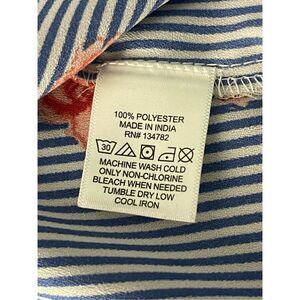 100% POLYESTER
MADE IN INDIA
RN# 134782
30
MACHINE WASH COLD
ONLY NON-CHLORINE
BLEACH WHEN NEEDED
TUMBLE DRY LOW
COOL IRON